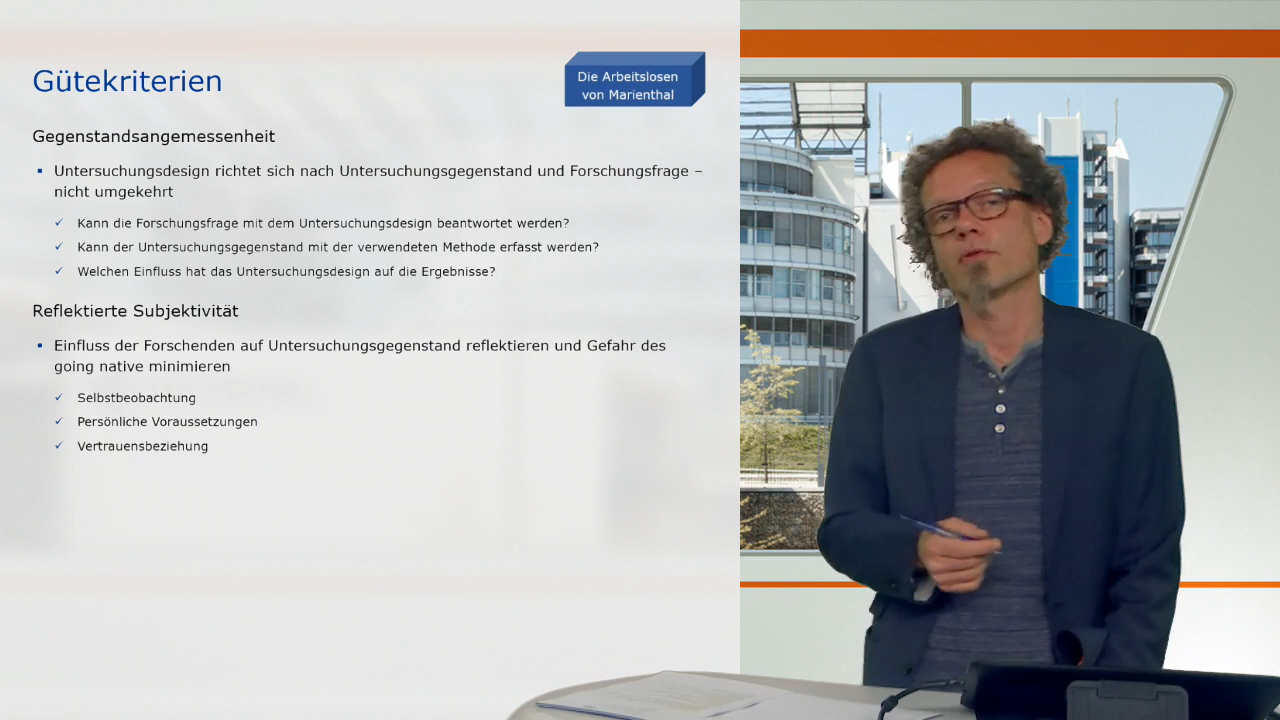 Gütekriterien
Die Arbeitslosen
von Marienthal
Gegenstandsangemessenheit
Untersuchungsdesign richtet sich nach Untersuchungsgegenstand und Forschungsfrage –
nicht umgekehrt
Kann die Forschungsfrage mit dem Untersuchungsdesign beantwortet werden?
Kann der Untersuchungsgegenstand mit der verwendeten Methode erfasst werden?
Welchen Einfluss hat das Untersuchungsdesign auf die Ergebnisse?
Reflektierte Subjektivität
Einfluss der Forschenden auf Untersuchungsgegenstand reflektieren und Gefahr des
going native minimieren
Selbstbeobachtung
Persönliche Voraussetzungen
Vertrauensbeziehung